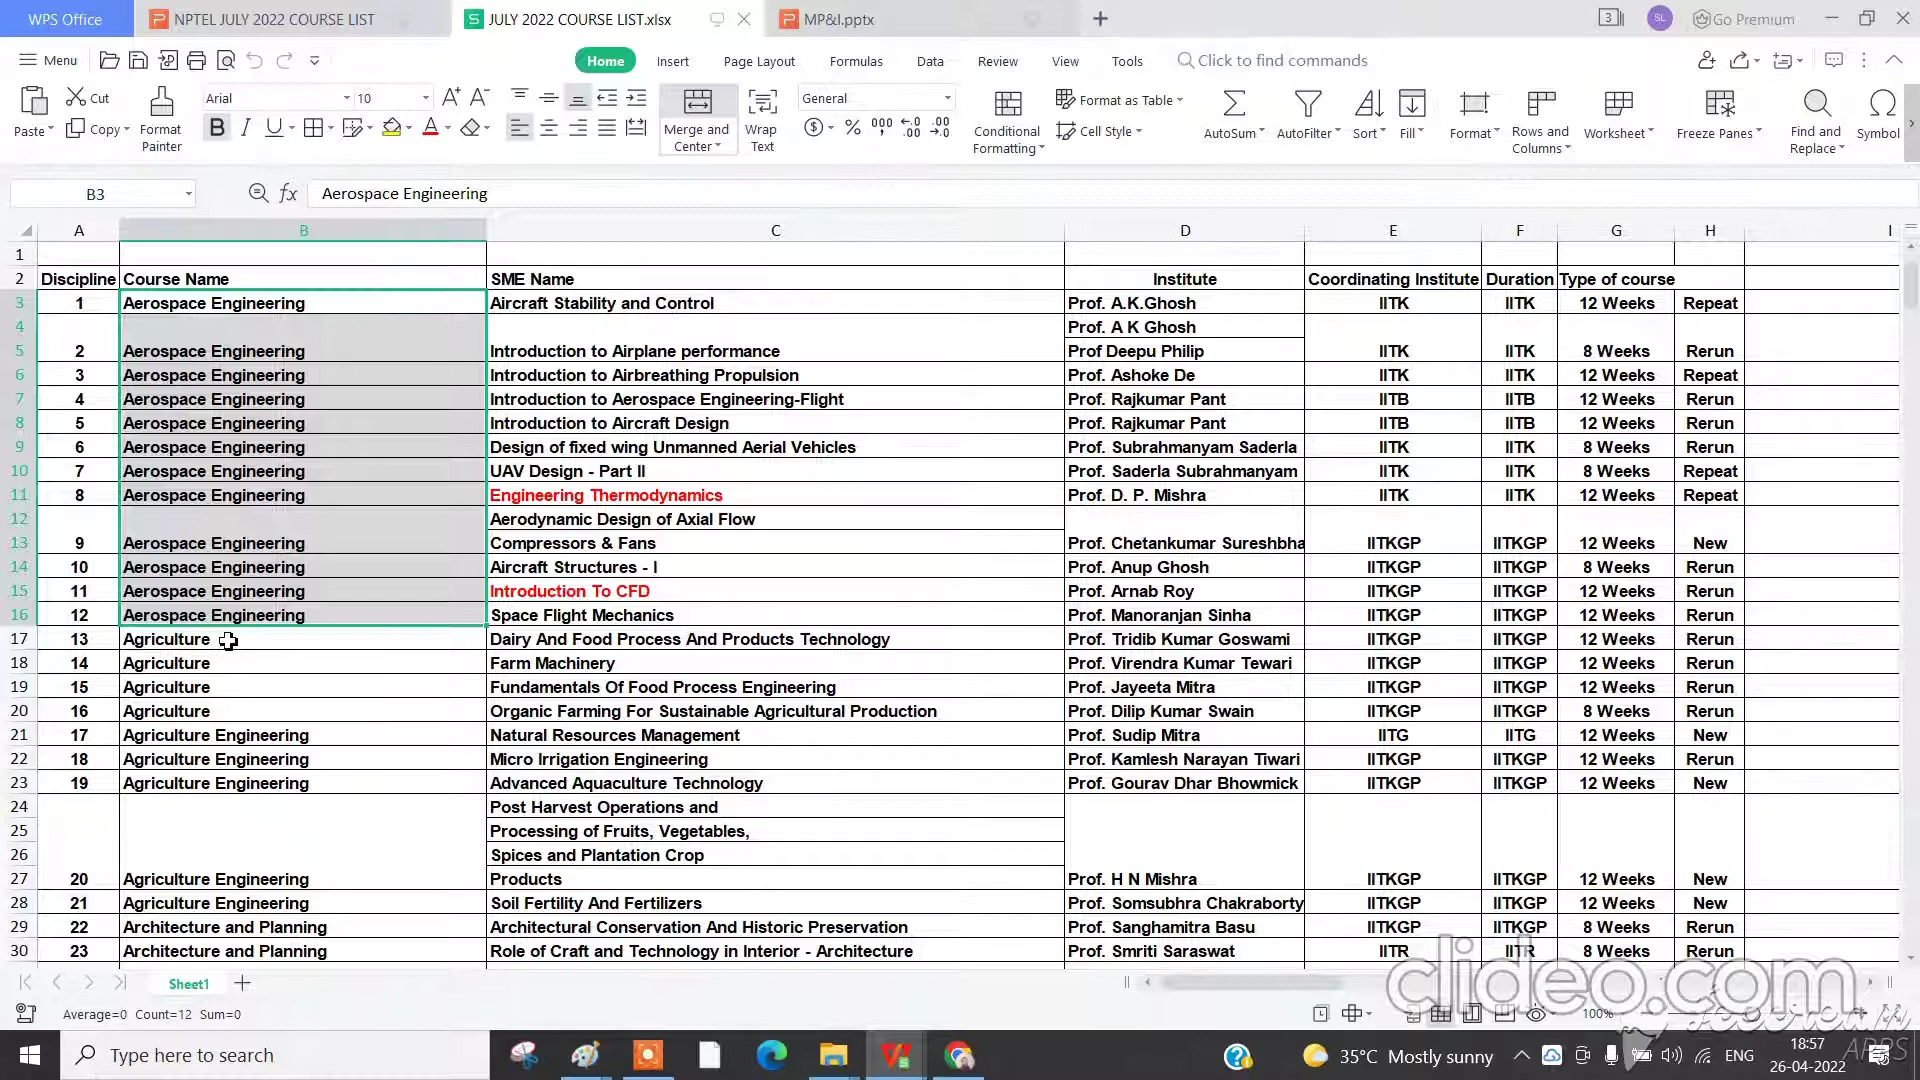 WPS Office NPTEL JULY 2022 COURSE LIST JULY 2022 COURSE LIST.xlsx MP&I.pptx 3 SL Go Premium
Menu Home Insert Page Layout Formulas Data Review View Tools Click to find commands
Cut Arial 10 General Format as Table
Paste Copy Format Painter Merge and Center Wrap Text Conditional Formatting Cell Style AutoSum AutoFilter Sort Fill Format Rows and Columns Worksheet Freeze Panes Find and Replace Symbol
B3 fx Aerospace Engineering
A B C D E F G H I
1
2 Discipline Course Name SME Name Institute Coordinating Institute Duration Type of course
3 1 Aerospace Engineering Aircraft Stability and Control Prof. A.K.Ghosh IITK IITK 12 Weeks Repeat
4 Prof. A K Ghosh
5 2 Aerospace Engineering Introduction to Airplane performance Prof Deepu Philip IITK IITK 8 Weeks Rerun
6 3 Aerospace Engineering Introduction to Airbreathing Propulsion Prof. Ashoke De IITK IITK 12 Weeks Repeat
7 4 Aerospace Engineering Introduction to Aerospace Engineering-Flight Prof. Rajkumar Pant IITB IITB 12 Weeks Rerun
8 5 Aerospace Engineering Introduction to Aircraft Design Prof. Rajkumar Pant IITB IITB 12 Weeks Rerun
9 6 Aerospace Engineering Design of fixed wing Unmanned Aerial Vehicles Prof. Subrahmanyam Saderla IITK IITK 8 Weeks Rerun
10 7 Aerospace Engineering UAV Design - Part II Prof. Saderla Subrahmanyam IITK IITK 8 Weeks Repeat
11 8 Aerospace Engineering Engineering Thermodynamics Prof. D. P. Mishra IITK IITK 12 Weeks Repeat
12 Aerodynamic Design of Axial Flow
13 9 Aerospace Engineering Compressors & Fans Prof. Chetankumar Sureshbha IITKGP IITKGP 12 Weeks New
14 10 Aerospace Engineering Aircraft Structures - I Prof. Anup Ghosh IITKGP IITKGP 8 Weeks Rerun
15 11 Aerospace Engineering Introduction To CFD Prof. Arnab Roy IITKGP IITKGP 12 Weeks Rerun
16 12 Aerospace Engineering Space Flight Mechanics Prof. Manoranjan Sinha IITKGP IITKGP 12 Weeks Rerun
17 13 Agriculture Dairy And Food Process And Products Technology Prof. Tridib Kumar Goswami IITKGP IITKGP 12 Weeks Rerun
18 14 Agriculture Farm Machinery Prof. Virendra Kumar Tewari IITKGP IITKGP 12 Weeks Rerun
19 15 Agriculture Fundamentals Of Food Process Engineering Prof. Jayeeta Mitra IITKGP IITKGP 12 Weeks Rerun
20 16 Agriculture Organic Farming For Sustainable Agricultural Production Prof. Dilip Kumar Swain IITKGP IITKGP 8 Weeks Rerun
21 17 Agriculture Engineering Natural Resources Management Prof. Sudip Mitra IITG IITG 12 Weeks New
22 18 Agriculture Engineering Micro Irrigation Engineering Prof. Kamlesh Narayan Tiwari IITKGP IITKGP 12 Weeks Rerun
23 19 Agriculture Engineering Advanced Aquaculture Technology Prof. Gourav Dhar Bhowmick IITKGP IITKGP 12 Weeks New
24 Post Harvest Operations and
25 Processing of Fruits, Vegetables,
26 Spices and Plantation Crop
27 20 Agriculture Engineering Products Prof. H N Mishra IITKGP IITKGP 12 Weeks New
28 21 Agriculture Engineering Soil Fertility And Fertilizers Prof. Somsubhra Chakraborty IITKGP IITKGP 12 Weeks New
29 22 Architecture and Planning Architectural Conservation And Historic Preservation Prof. Sanghamitra Basu IITKGP IITKGP 8 Weeks Rerun
30 23 Architecture and Planning Role of Craft and Technology in Interior - Architecture Prof. Smriti Saraswat IITR IITR 8 Weeks Rerun
Sheet1
clideo.com
Average=0 Count=12 Sum=0 100%
Icecream
APPS
Type here to search 35°C Mostly sunny ENG 18:57
26-04-2022